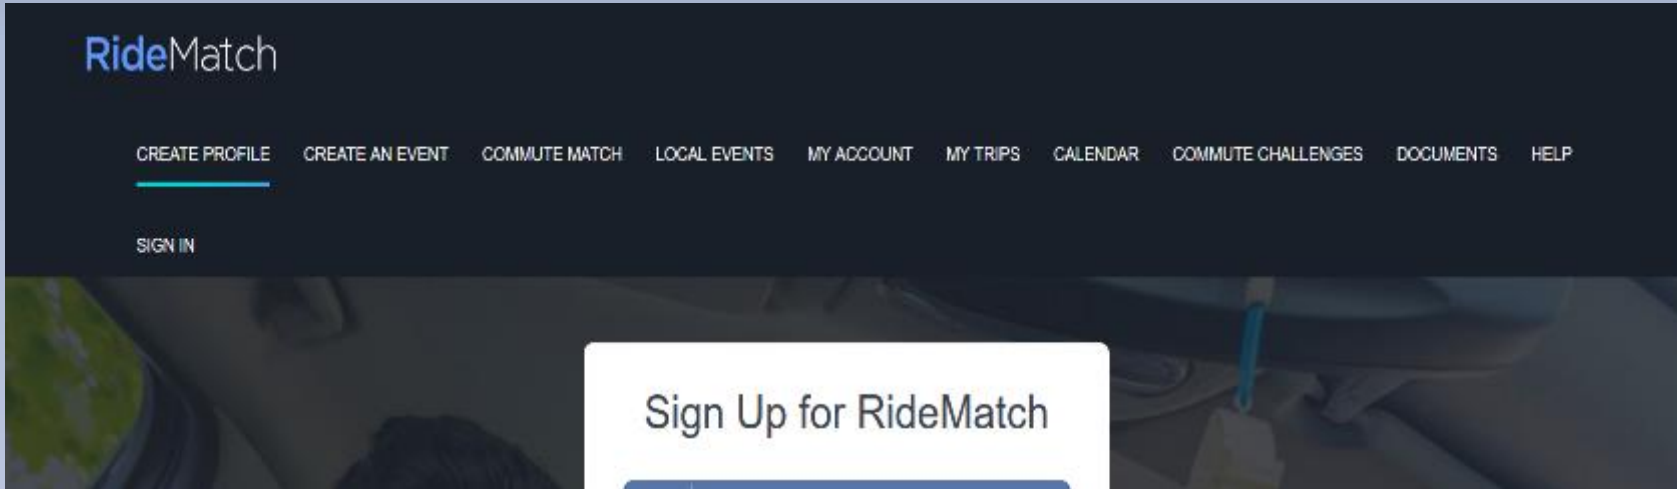 RideMatch
CREATE PROFILE CREATE AN EVENT COMMUTE MATCH LOCAL EVENTS MY ACCOUNT MY TRIPS CALENDAR COMMUTE CHALLENGES DOCUMENTS HELP
SIGN IN
Sign Up for RideMatch